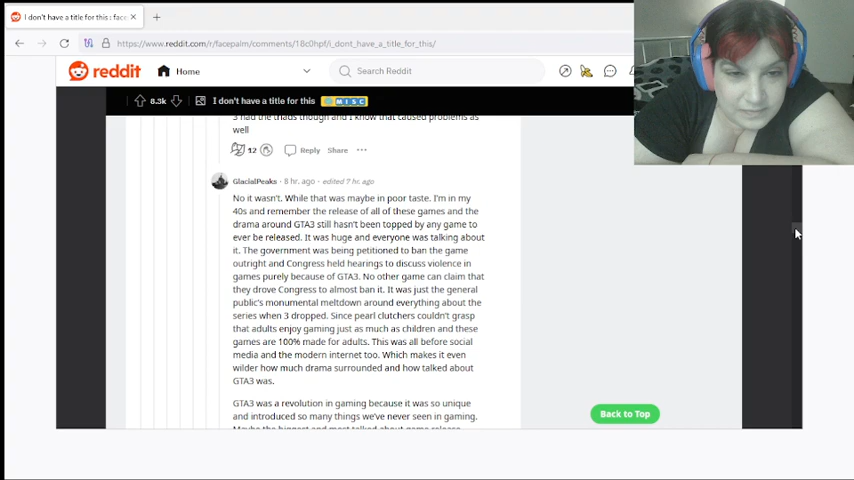 I don't have a title for this : face
https://www.reddit.com/r/facepalm/comments/18c0hpf/i_dont_have_a_title_for_this/
reddit
Home
Search Reddit
8.3k
I don't have a title for this
MISC
3 had the triads though and I know that caused problems as
well
12
Reply
Share
GlacialPeaks · 8 hr. ago · edited 7 hr. ago
No it wasn't. While that was maybe in poor taste. I'm in my
40s and remember the release of all of these games and the
drama around GTA3 still hasn't been topped by any game to
ever be released. It was huge and everyone was talking about
it. The government was being petitioned to ban the game
outright and Congress held hearings to discuss violence in
games purely because of GTA3. No other game can claim that
they drove Congress to almost ban it. It was just the general
public's monumental meltdown around everything about the
series when 3 dropped. Since pearl clutchers couldn't grasp
that adults enjoy gaming just as much as children and these
games are 100% made for adults. This was all before social
media and the modern internet too. Which makes it even
wilder how much drama surrounded and how talked about
GTA3 was.
GTA3 was a revolution in gaming because it was so unique
and introduced so many things we've never seen in gaming.
Maybe the biggest and most talked about game release
Back to Top